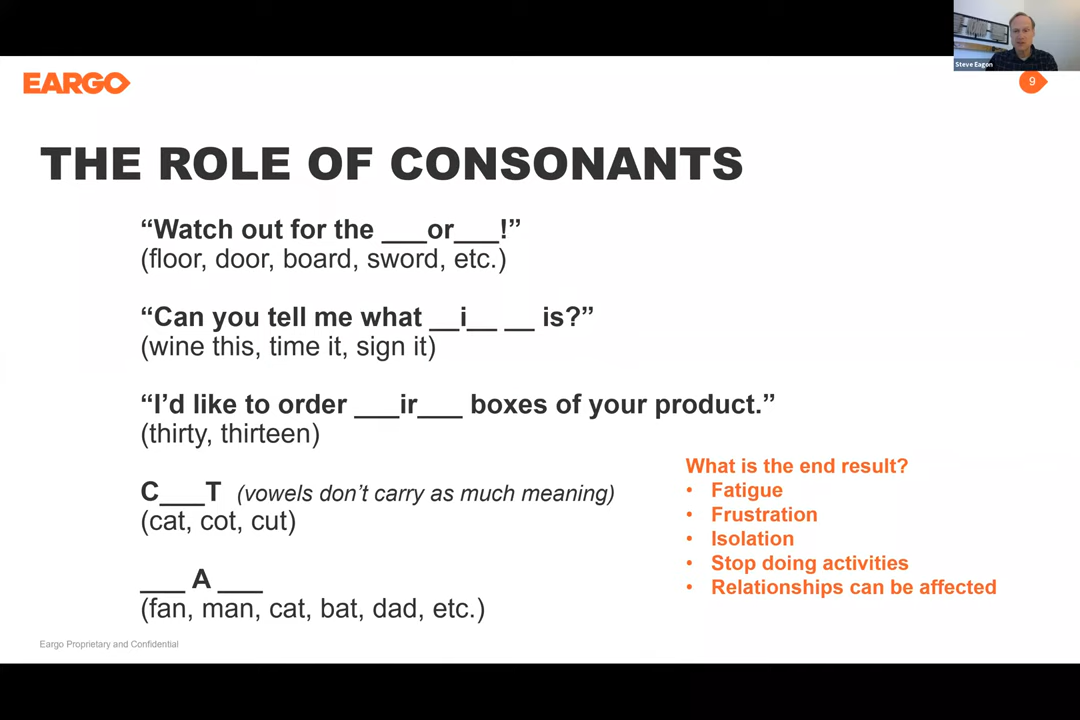 Steve Eagon
EARGO
9
THE ROLE OF CONSONANTS
“Watch out for the ___or___!”
(floor, door, board, sword, etc.)
“Can you tell me what __i__ __ is?”
(wine this, time it, sign it)
“I’d like to order ___ir___ boxes of your product.”
(thirty, thirteen)
C___T (vowels don’t carry as much meaning)
(cat, cot, cut)
___ A ___
(fan, man, cat, bat, dad, etc.)
What is the end result?
• Fatigue
• Frustration
• Isolation
• Stop doing activities
• Relationships can be affected
Eargo Proprietary and Confidential